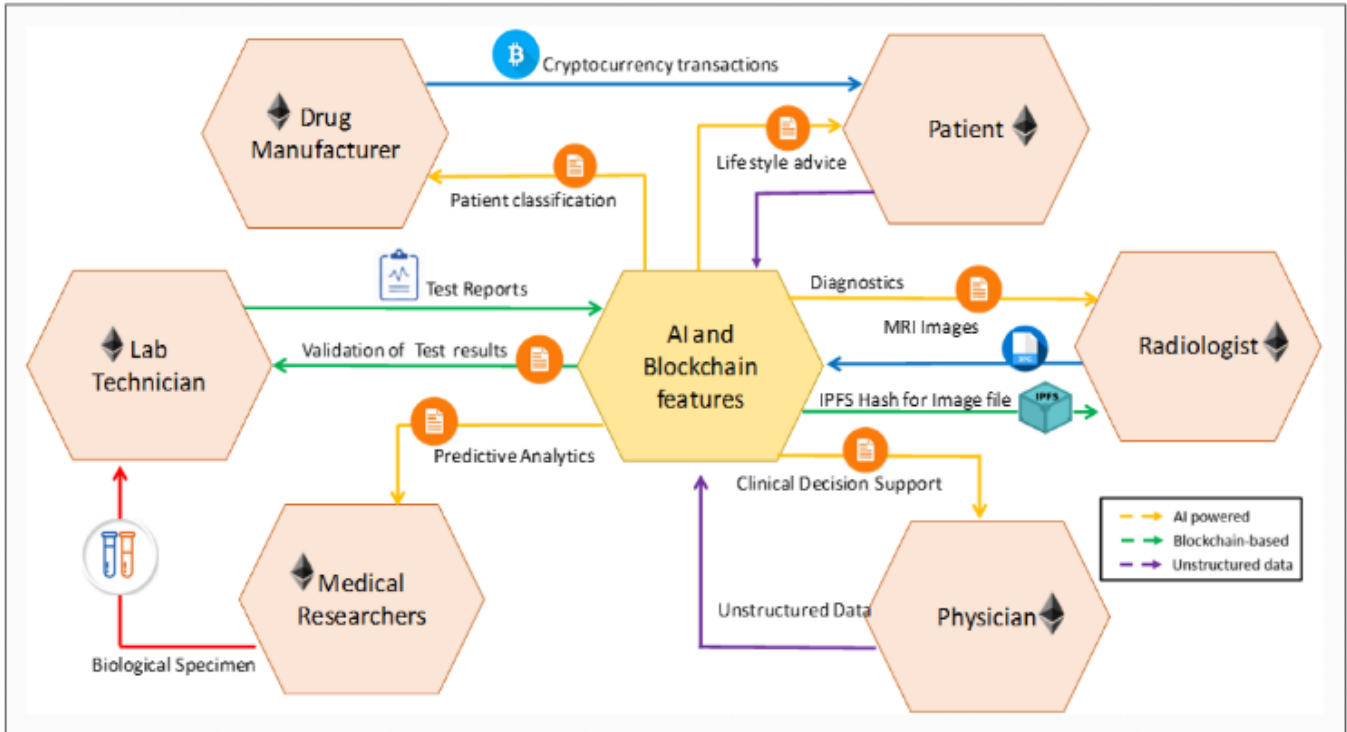 Cryptocurrency transactions
Drug
Manufacturer
Patient
Life style advice
Patient classification
Test Reports
Diagnostics
MRI Images
AI and
Blockchain
features
Lab
Technician
Validation of Test results
Radiologist
IPFS Hash for Image file
IPFS
Predictive Analytics
Clinical Decision Support
AI powered
Blockchain-based
Unstructured data
Medical
Researchers
Unstructured Data
Physician
Biological Specimen